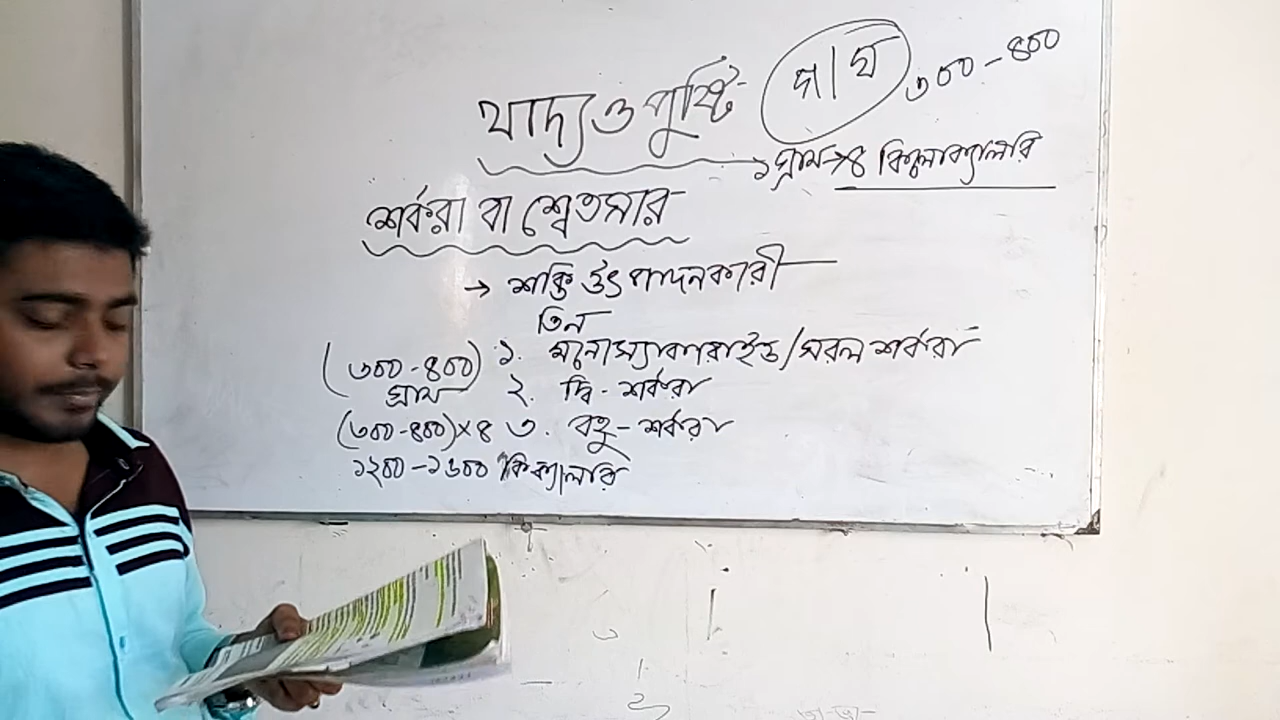 খাদ্য ও পুষ্টি
৩০০-৪০০
১ গ্রাম → ৪ কিলোক্যালরি
শর্করা বা শ্বেতসার
→ শক্তি উৎপাদনকারী
তিন
(৩০০-৪০০) ১. মনোস্যাকারাইড/সরল শর্করা
গ্রাম ২. দ্বি-শর্করা
(৩০০-৪০০)×৪ ৩. বহু-শর্করা
১২০০-১৬০০ কিক্যালরি